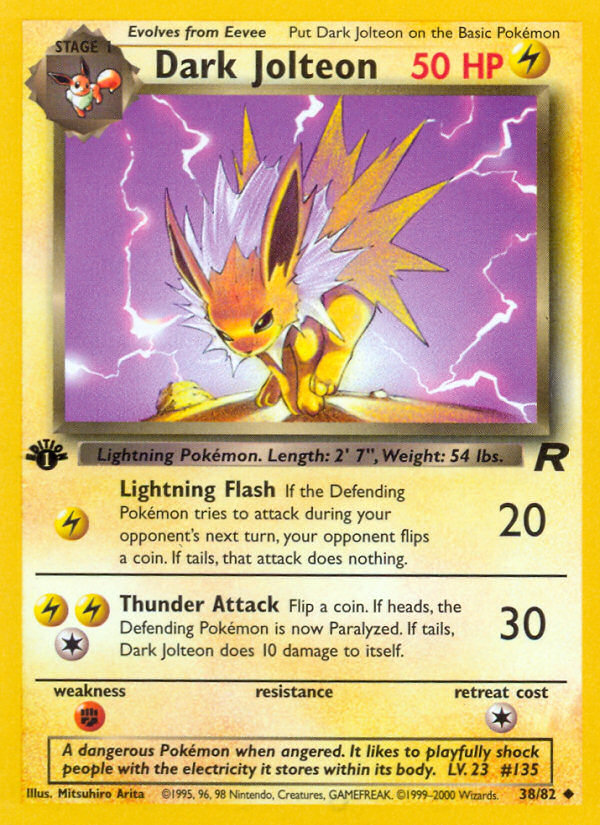 Evolves from Eevee Put Dark Jolteon on the Basic Pokémon
STAGE 1
Dark Jolteon 50 HP
EDITION
1
Lightning Pokémon. Length: 2' 7", Weight: 54 lbs.
R
Lightning Flash If the Defending
Pokémon tries to attack during your
opponent's next turn, your opponent flips
a coin. If tails, that attack does nothing.
20
Thunder Attack Flip a coin. If heads, the
Defending Pokémon is now Paralyzed. If tails,
Dark Jolteon does 10 damage to itself.
30
weakness resistance retreat cost
A dangerous Pokémon when angered. It likes to playfully shock
people with the electricity it stores within its body. LV. 23 #135
Illus. Mitsuhiro Arita ©1995, 96, 98 Nintendo, Creatures, GAMEFREAK. ©1999-2000 Wizards. 38/82